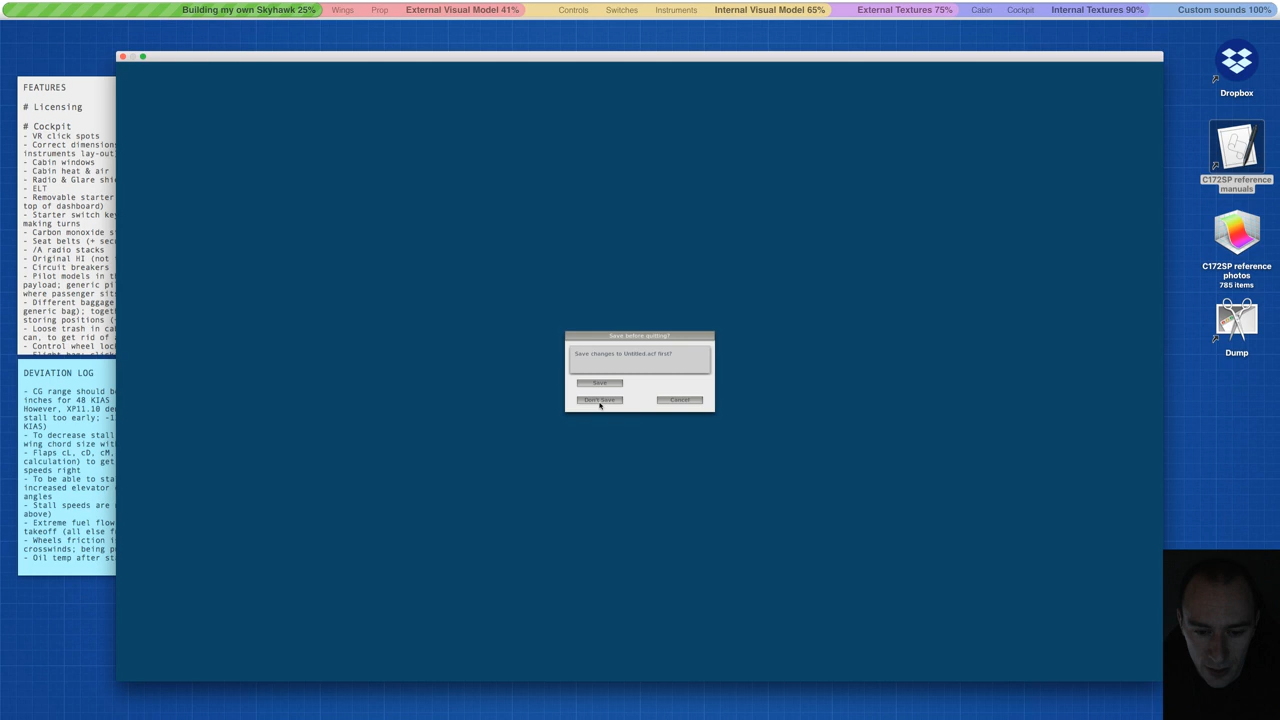 Building my own Skyhawk 25%
Wings
Prop
External Visual Model 41%
Controls
Switches
Instruments
Internal Visual Model 65%
External Textures 75%
Cabin
Cockpit
Internal Textures 90%
Custom sounds 100%
FEATURES
# Licensing
# Cockpit
- VR click spots
- Correct dimension
instruments lay-out
- Cabin windows
- Cabin heat & air
- Radio & Glare shi
- ELT
- Removable starter
top of dashboard)
- Starter switch key
making turns
- Carbon monoxide s
- Seat belts (+ sec
- /A radio stacks
- Original HI (not
- Circuit breakers
- Pilot models in t
payload; generic pi
where passenger sit
- Different baggage
generic bag); toget
storing positions (
- Loose trash in ca
can, to get rid of
- Control wheel loc
- Flight bag; click
DEVIATION LOG
- CG range should b
inches for 48 KIAS
However, XP11.10 de
stall too early; -1
KIAS)
- To decrease stall
wing chord size wit
- Flaps cL, cD, cM,
calculation) to get
speeds right
- To be able to sta
increased elevator
angles
- Stall speeds are
above)
- Extreme fuel flow
takeoff (all else f
- Wheels friction i
crosswinds; being p
- Oil temp after st
Save before quitting?
Save changes to Untitled.acf first?
Save
Don't Save
Cancel
Dropbox
C172SP reference
manuals
C172SP reference
photos
785 items
Dump